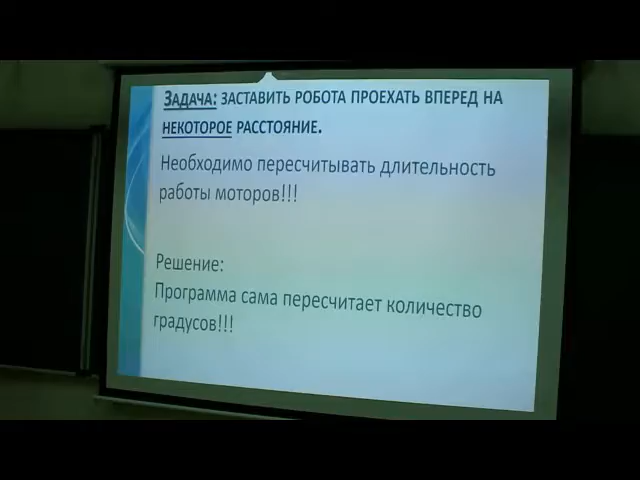 ЗАДАЧА: ЗАСТАВИТЬ РОБОТА ПРОЕХАТЬ ВПЕРЕД НА
НЕКОТОРОЕ РАССТОЯНИЕ.
Необходимо пересчитывать длительность
работы моторов!!!
Решение:
Программа сама пересчитает количество
градусов!!!